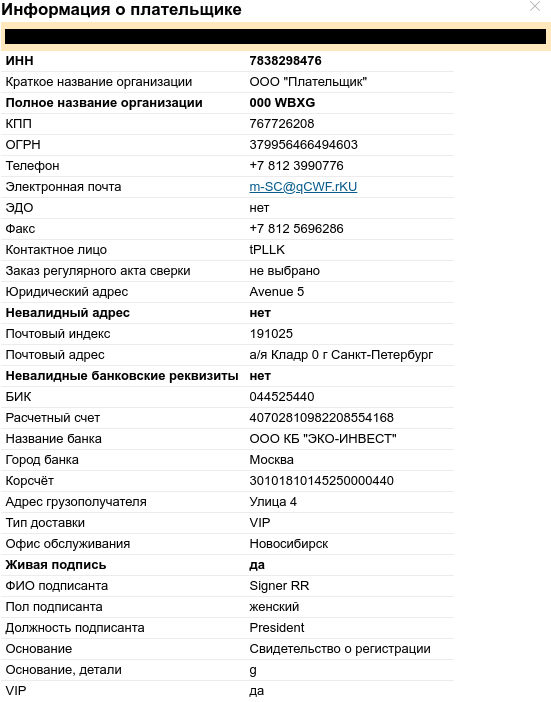 Информация о плательщике
ИНН 7838298476
Краткое название организации ООО "Плательщик"
Полное название организации 000 WBXG
КПП 767726208
ОГРН 379956466494603
Телефон +7 812 3990776
Электронная почта m-SC@qCWF.rKU
ЭДО нет
Факс +7 812 5696286
Контактное лицо tPLLK
Заказ регулярного акта сверки не выбрано
Юридический адрес Avenue 5
Невалидный адрес нет
Почтовый индекс 191025
Почтовый адрес а/я Кладр 0 г Санкт-Петербург
Невалидные банковские реквизиты нет
БИК 044525440
Расчетный счет 40702810982208554168
Название банка ООО КБ "ЭКО-ИНВЕСТ"
Город банка Москва
Корсчёт 30101810145250000440
Адрес грузополучателя Улица 4
Тип доставки VIP
Офис обслуживания Новосибирск
Живая подпись да
ФИО подписанта Signer RR
Пол подписанта женский
Должность подписанта President
Основание Свидетельство о регистрации
Основание, детали g
VIP да